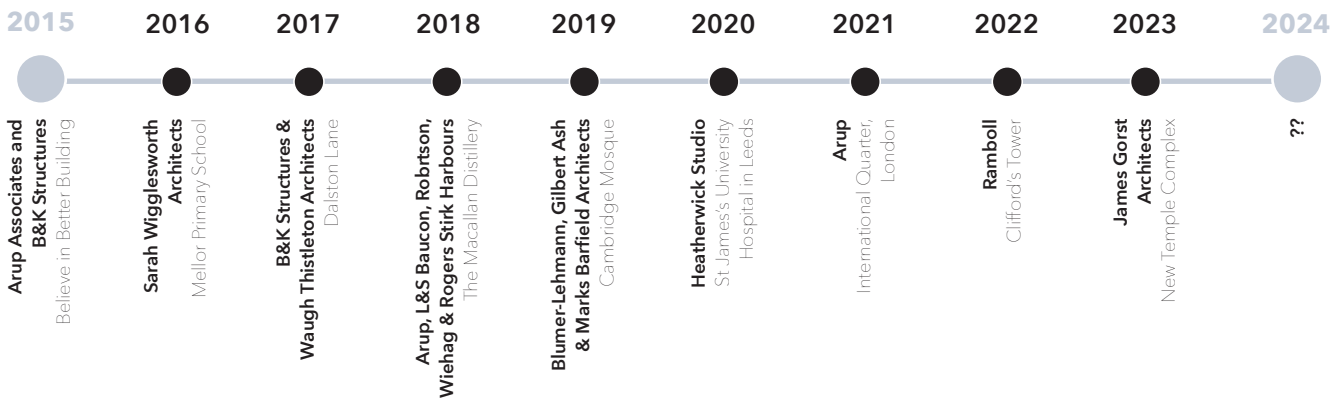 2015
2016
2017
2018
2019
2020
2021
2022
2023
2024
Arup Associates and
B&K Structures
Believe in Better Building
Sarah Wigglesworth
Architects
Mellor Primary School
B&K Structures &
Waugh Thistleton Architects
Dalston Lane
Arup, L&S Baucon, Robrtson,
Wiehag & Rogers Stirk Harbours
The Macallan Distillery
Blumer-Lehmann, Gilbert Ash
& Marks Barfield Architects
Cambridge Mosque
Heatherwick Studio
St James's University
Hospital in Leeds
Arup
International Quarter,
London
Ramboll
Clifford's Tower
James Gorst
Architects
New Temple Complex
??